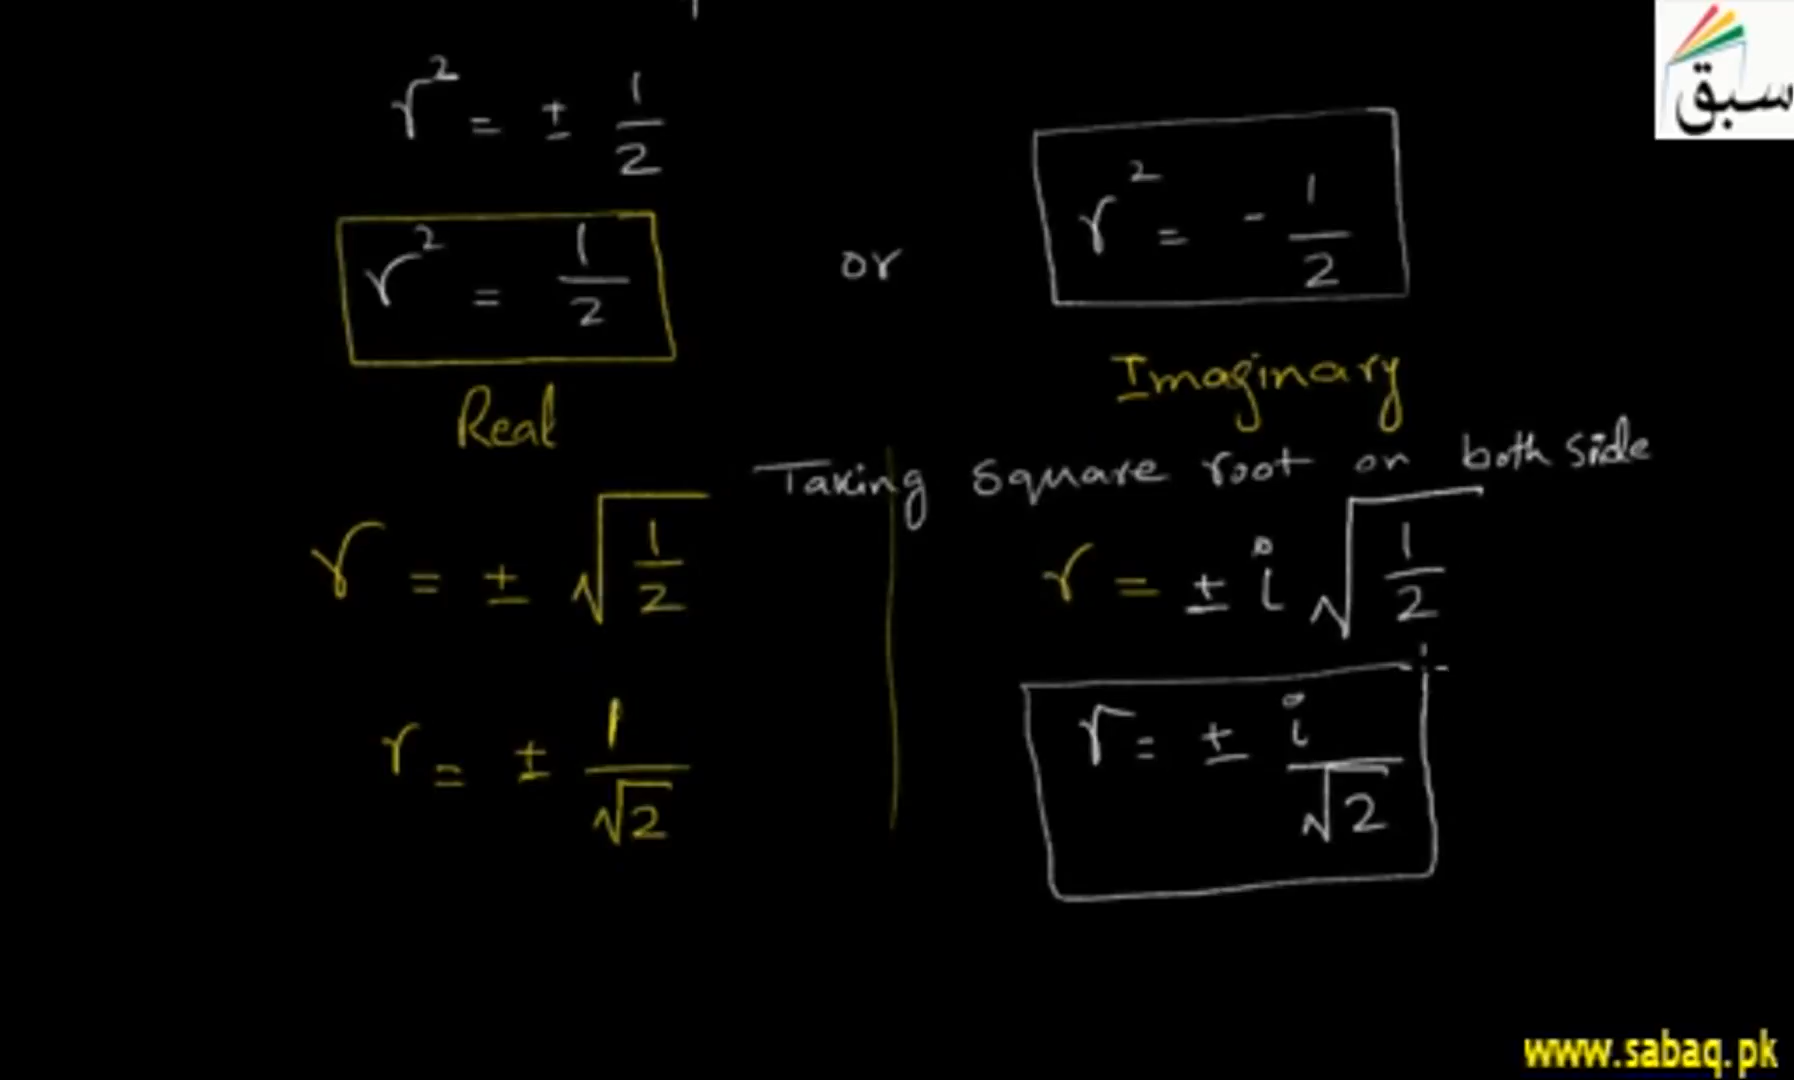 سبق
r² = ± 1/2
r² = 1/2 or r² = - 1/2
Real Imaginary
Taking square root on both side
r = ± √(1/2) r = ± i √(1/2)
r = ± 1/√2 r = ± i/√2
www.sabaq.pk